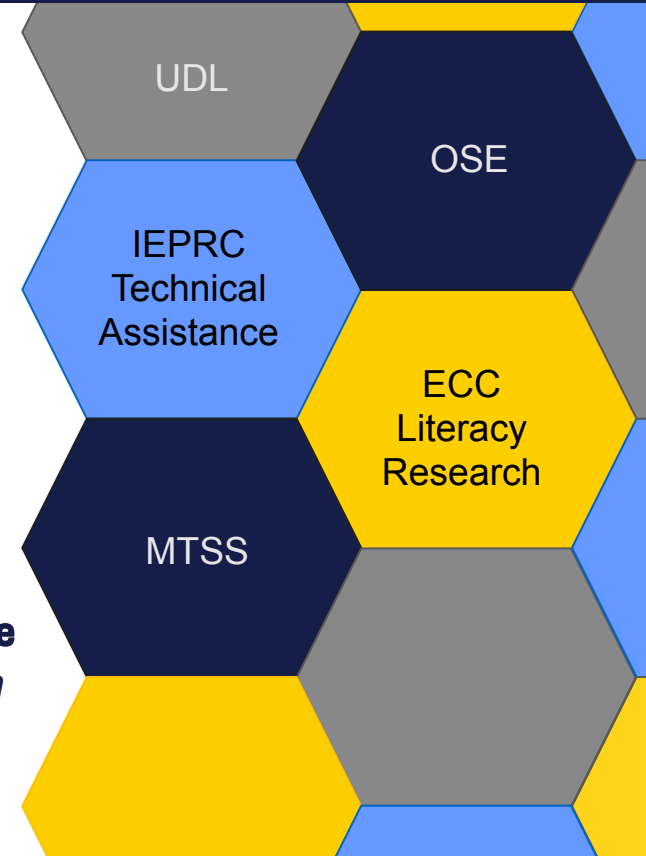 UDL
OSE
IEPRC
Technical
Assistance
ECC
Literacy
Research
MTSS
e